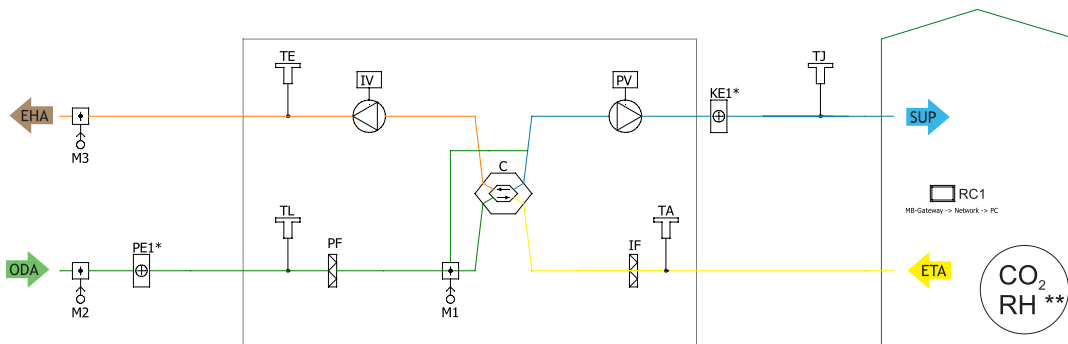 TE
IV
PV
KE1*
TJ
EHA
SUP
M3
C
RC1
MB-Gateway -> Network -> PC
TL
PF
TA
IF
PE1*
ODA
ETA
M2
M1
CO₂
RH **